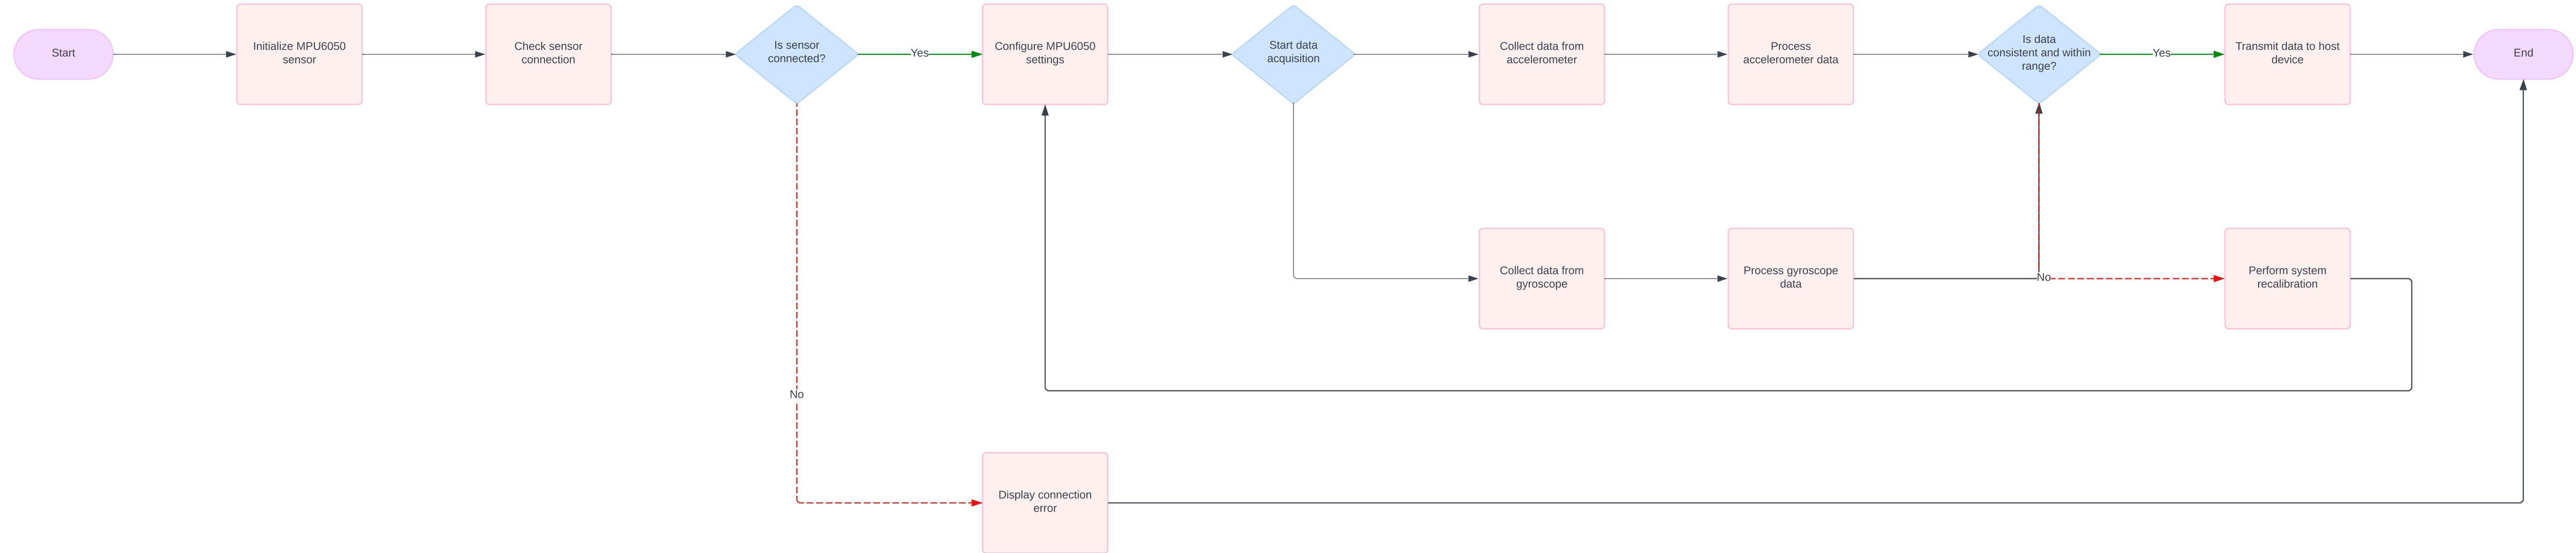 Start
Initialize MPU6050
sensor
Check sensor
connection
Is sensor
connected?
Yes
Configure MPU6050
settings
Start data
acquisition
Collect data from
accelerometer
Process
accelerometer data
Is data
consistent and within
range?
Yes
Transmit data to host
device
End
Collect data from
gyroscope
Process gyroscope
data
No
Perform system
recalibration
No
Display connection
error